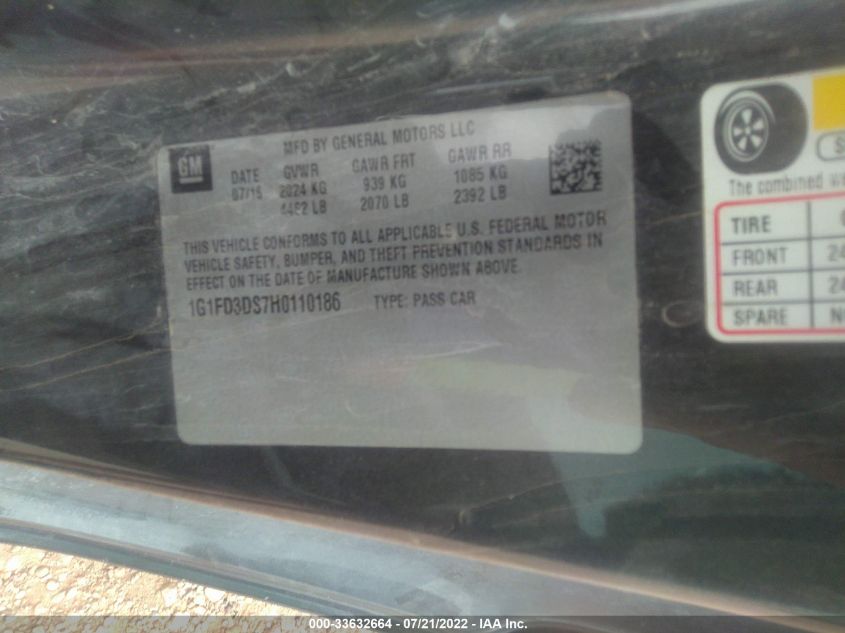 MFD BY GENERAL MOTORS LLC
GM
DATE GVWR GAWR FRT GAWR RR
07/16 2024 KG 939 KG 1085 KG
4462 LB 2070 LB 2392 LB
THIS VEHICLE CONFORMS TO ALL APPLICABLE U.S. FEDERAL MOTOR
VEHICLE SAFETY, BUMPER, AND THEFT PREVENTION STANDARDS IN
EFFECT ON THE DATE OF MANUFACTURE SHOWN ABOVE.
1G1FD3DS7H0110186 TYPE: PASS CAR
The combined
TIRE
FRONT 24
REAR 24
SPARE
000-33632664 - 07/21/2022 - IAA Inc.